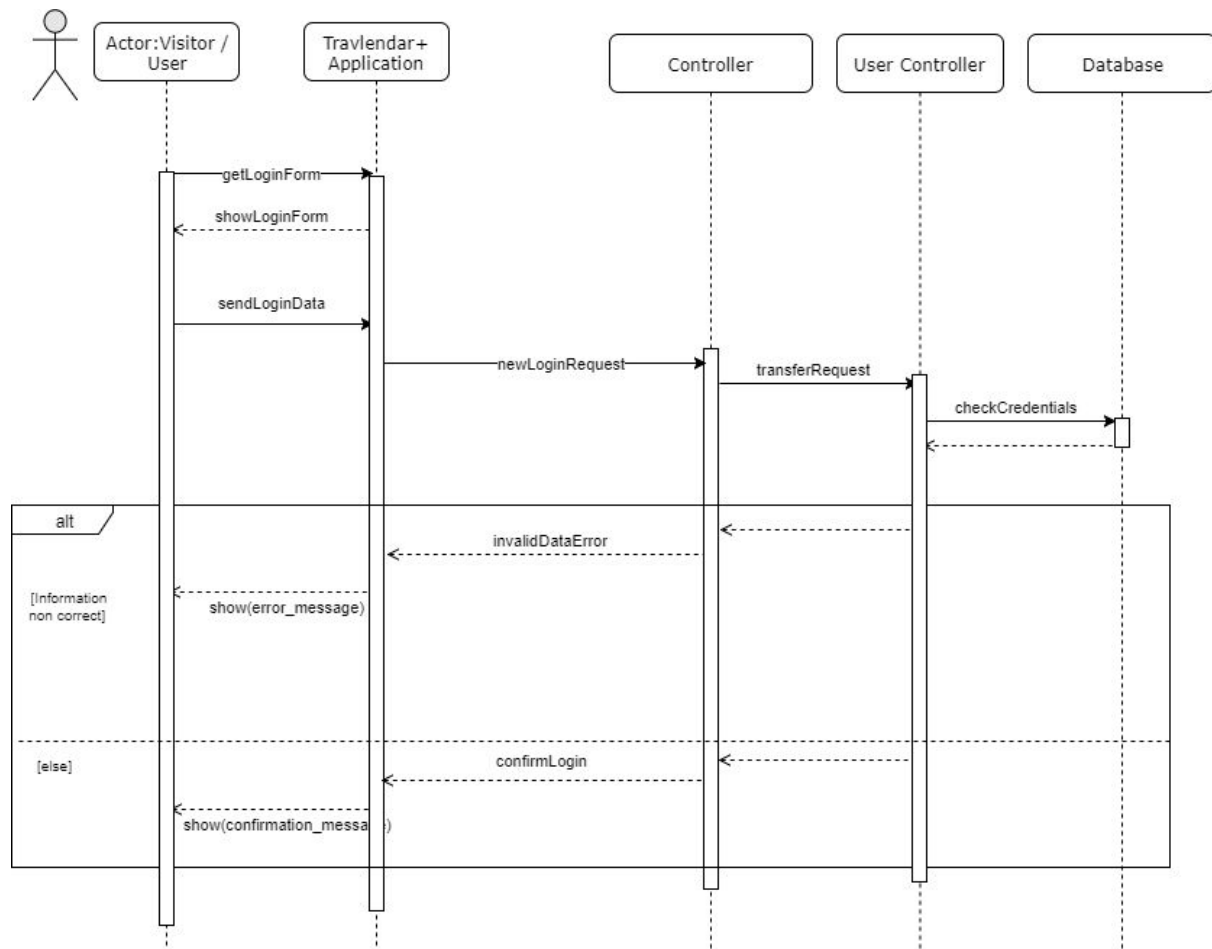 Actor:Visitor /
User
Travlendar+
Application
Controller
User Controller
Database
getLoginForm
showLoginForm
sendLoginData
newLoginRequest
transferRequest
checkCredentials
alt
invalidDataError
[Information
non correct]
show(error_message)
[else]
confirmLogin
show(confirmation_message)